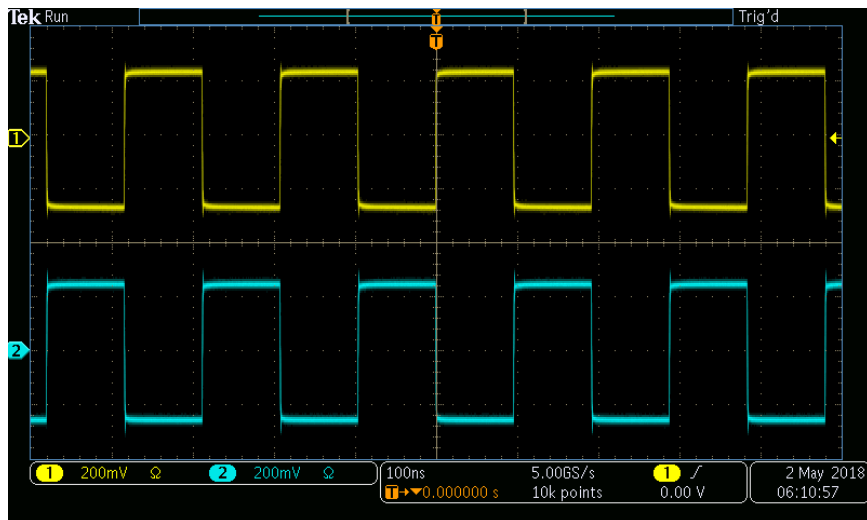 Tek Run Trig'd
T
T
1
2
1 200mV Ω 2 200mV Ω 100ns 5.00GS/s 1 ƒ 2 May 2018
T→▼0.000000 s 10k points 0.00 V 06:10:57